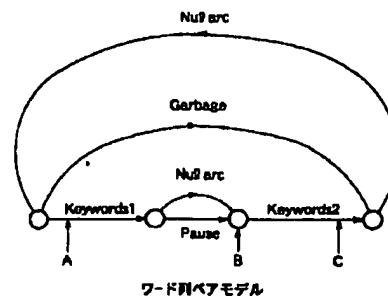 Null arc
Garbage
Null arc
Keywords1
Keywords2
Pause
A
B
C
ワード列ペアモデル